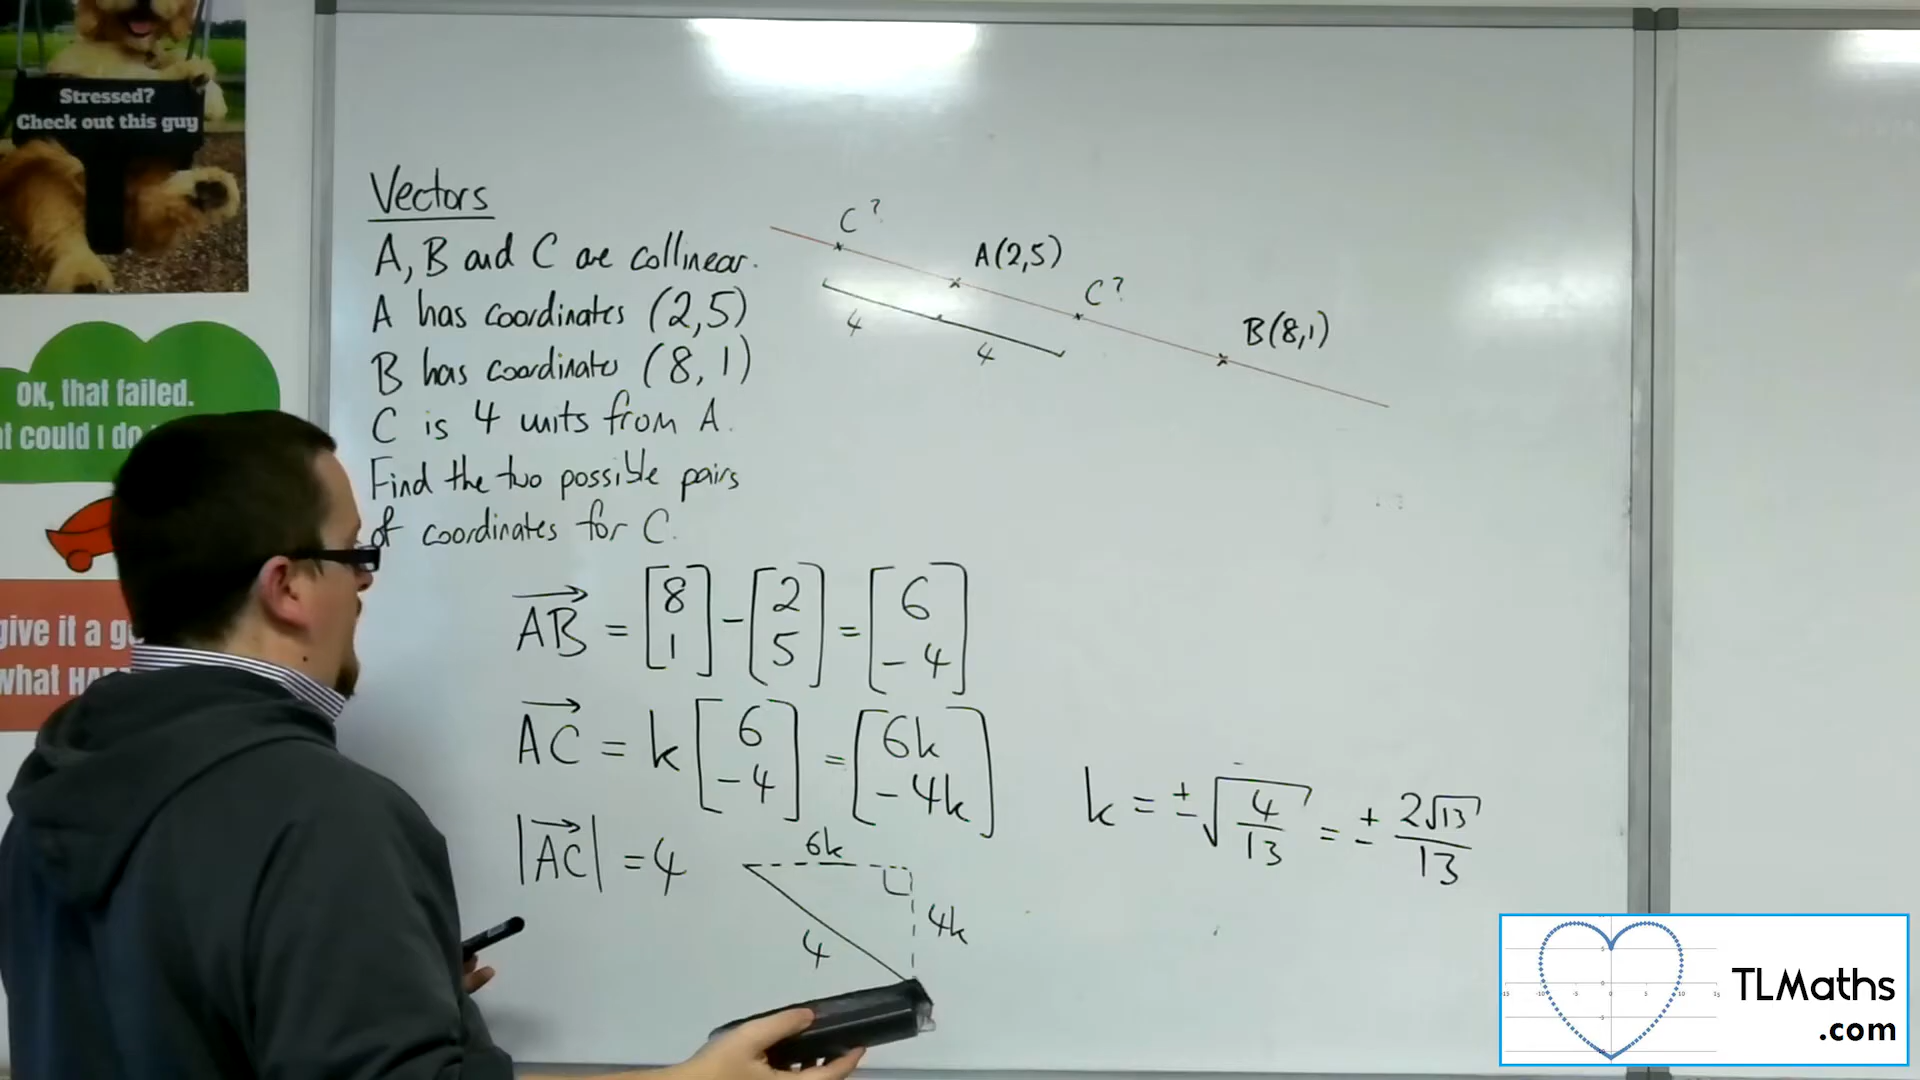 Stressed?
Check out this guy
OK, that failed.
could I do
give it a
what
Vectors
A, B and C are collinear.
A has coordinates (2,5)
B has coordinates (8,1)
C is 4 units from A.
Find the two possible pairs
of coordinates for C.
C?
A(2,5)
C?
B(8,1)
4
4
AB = [8 1] - [2 5] = [6 -4]
AC = k [6 -4] = [6k -4k]
|AC| = 4
6k
4k
4
k = ±√(4/13) = ± 2√13/13
TLMaths
.com